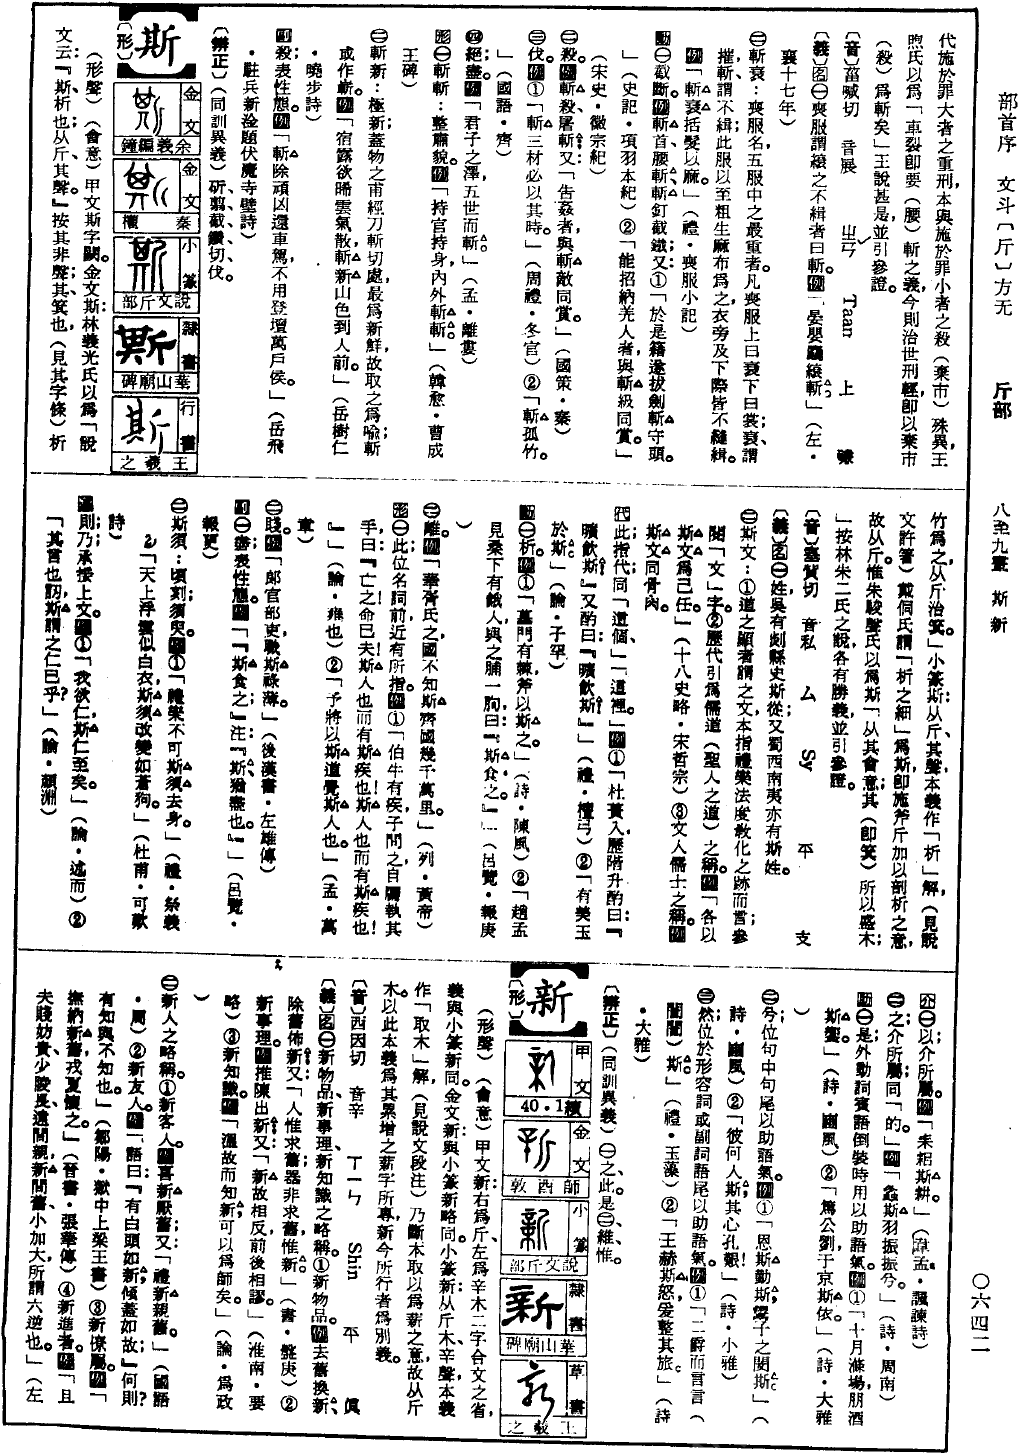 部首序　文斗〔斤〕方无　斤部　八至九畫　斯新　〇六四二
代施於罪大者之重刑，本與施於罪小者之殺（棄市）殊異，王
煦氏以爲「車裂卽要（腰）斬之義，今則治世刑輕，卽以棄市
（殺）爲斬矣」王說甚是，並引參證。
〔音〕葘喊切　音展　ㄓㄢˇ　Taan　上
〔義〕名㊀喪服謂縗之不緝者曰斬。例「晏嬰麤縗斬」（左・
襄十七年）
㊁斬衰：喪服名，五服中之最重者。凡喪服上曰衰下曰裳；衰謂
摧，斬謂不緝；此服以至粗生麻布爲之，衣旁及下際皆不縫緝。
例「斬衰括髮以麻」（禮・喪服小記）
動㊀截斷。例斬首、腰斬、斬釘截鐵。又：①「於是籍遂拔劍斬守頭。
」（史記・項羽本紀）②「能招納羌人者，與斬級同賞。」
（宋史・徽宗紀）
㊁殺。例斬殺、屠斬。又：「告姦者與斬敵同賞。」（國策・秦）
㊂伐。例①「斬三材必以其時。」（周禮・冬官）②「斬孤竹。
」（國語・齊）
㊃絕；盡。例「君子之澤，五世而斬。」（孟・離婁）
形㊀斬斬：整肅貌。例「持官持身，內外斬斬。」（韓愈・曹成
王碑）
㊁斬新：極新；蓋物之甫經刀斬切處，最爲新鮮，故取之爲喻；斬
或作嶄。例「宿露欲晞雲氣散，斬新山色到人前。」（岳樹仁
・曉步詩）
副殺；表性態。例「斬除頑凶還車駕，不用登壇萬戶侯。」（岳飛
・駐兵新淦題伏魔寺壁詩）
〔辨正〕（同訓異義）斫、剪、截、鑽、切、伐。
斯
〔形〕
金文　余義編鐘
金文　秦權
小篆　說文斤部
隸書　華山廟碑
行書　王羲之
（形聲）（會意）甲文斯字闕。金文斯：林義光氏以爲「說
文云：『斯，析也；从斤，其聲。』按其非聲；其，箕也（見其字條）析
竹爲之，从斤治箕。」小篆斯：从斤，其聲，本義作「析」解，（見說
文許箸）戴侗氏謂「析之細」爲斯，卽施斧斤加以剖析之意，
故从斤。惟朱駿聲氏以爲斯「从其會意；其（卽箕）所以盛木；
」按林朱二氏之說各有勝義，並引參證。
〔音〕息貲切　音私　ㄙ　Sy　平　支
〔義〕名㊀姓，吳有剡縣史斯從。又蜀西南夷亦有斯姓。
㊁斯文：①道之顯者謂之文，本指禮樂法度敎化之跡而言，參
閱「文」字。②歷代引爲儒道（聖人之道）之稱。例「各以
斯文爲己任。」（十八史略・宋哲宗）③文人儒士之稱。例
斯文同骨肉。
代此，指代同「這個」「這裡」例①「杜蕢入，歷階升酌，曰：『
曠飲斯』又酌曰：『曠飲斯』」（禮・檀弓）②「有美玉
於斯。」（論・子罕）
動㊀析。例①「墓門有棘，斧以斯之。」（詩・陳風）②「趙孟
見桑下有餓人，與之脯一朐，曰：『斯食之。』」（呂覽・報庚
）
㊁離。例「華胥氏之國，不知斯齊國幾千萬里。」（列・黃帝）
形㊀此，位名詞前，近有所指。例①「伯牛有疾，子問之，自牖執其
手，曰：『亡之，命已夫！斯人也而有斯疾也！斯人也而有斯疾也
！』」（論・雍也）②「予將以斯道覺斯人也。」（孟・萬
章）
㊁賤。例「郞官部吏，職斯祿薄。」（後漢書・左雄傳）
副㊀盡；表性態。例「『斯食之』注：『斯，猶盡也』」（呂覽・
報更）
㊁斯須：頃刻；須臾。例①「禮樂不可斯須去身。」（禮・祭義
）②「天上浮雲似白衣，斯須改變如蒼狗。」（杜甫・可歎
詩）
連則；乃，承接上文。例①「我欲仁，斯仁至矣。」（論・述而）②
「其言也訒，斯謂之仁已乎？」（論・顏淵）
介㊀以，介所屬。例「耒耜斯耕。」（韋孟・諷諫詩）
㊁之，介所屬；同「的。」例「螽斯羽，振振兮。」（詩・周南）
助㊀是，外動詞賓語倒裝時用以助語氣。例①「十月滌場，朋酒
斯饗。」（詩・豳風）②「篤公劉，于京斯依。」（詩・大雅
）
㊁兮，位句中句尾以助語氣。例①「恩斯，勤斯，鬻子之閔斯」（
詩・豳風）②「彼何人斯，其心孔艱！」（詩・小雅）
㊂然，位於形容詞或副詞語尾以助語氣。例①「二爵而言言（
誾誾）斯。」（禮・玉藻）②「王赫斯怒，爰整其旅。」（詩
・大雅）
〔辨正〕（同訓異義）㊀之、此、是。㊁維、惟。
新
〔形〕
甲文　40・1續
金文　師酉敦
小篆　說文斤部
隸書　華山廟碑
草書　王羲之
（形聲）（會意）甲文新：右爲斤，左爲辛木二字合文之省，
義與小篆新同。金文新：與小篆新略同。小篆新：从斤木，辛聲，本義
作「取木」解，（見說文段注）乃斷木取以爲薪之意，故从斤
木。以此本義爲其累增之薪字所專，新今所行者爲別義。
〔音〕西因切　音辛　ㄒㄧㄣ　Shin　平　眞
〔義〕名㊀新物品、新事理、新知識之略稱。①新物品。例去舊換新、
除舊佈新。又「人惟求舊；器非求舊，惟新」（書・盤庚）②
新事理。例推陳出新。又：「新故相反，前後相謬。」（淮南・要
略）③新知識。例「溫故而知新，可以爲師矣。」（論・爲政
）
㊁新人之略稱。①新客人。例喜新厭舊。又「禮新親舊。」（國語
・周）②新友人。例「語曰：『有白頭如新，傾蓋如故』何則？
有知與不知也。」（鄒陽・獄中上梁王書）③新僚屬。例「
撫納新舊，戎夏懷之。」（晉書・張華傳）④新進者。例「且
夫賤妨貴，少陵長，遠間親，新間舊，小加大，所謂六逆也。」（左